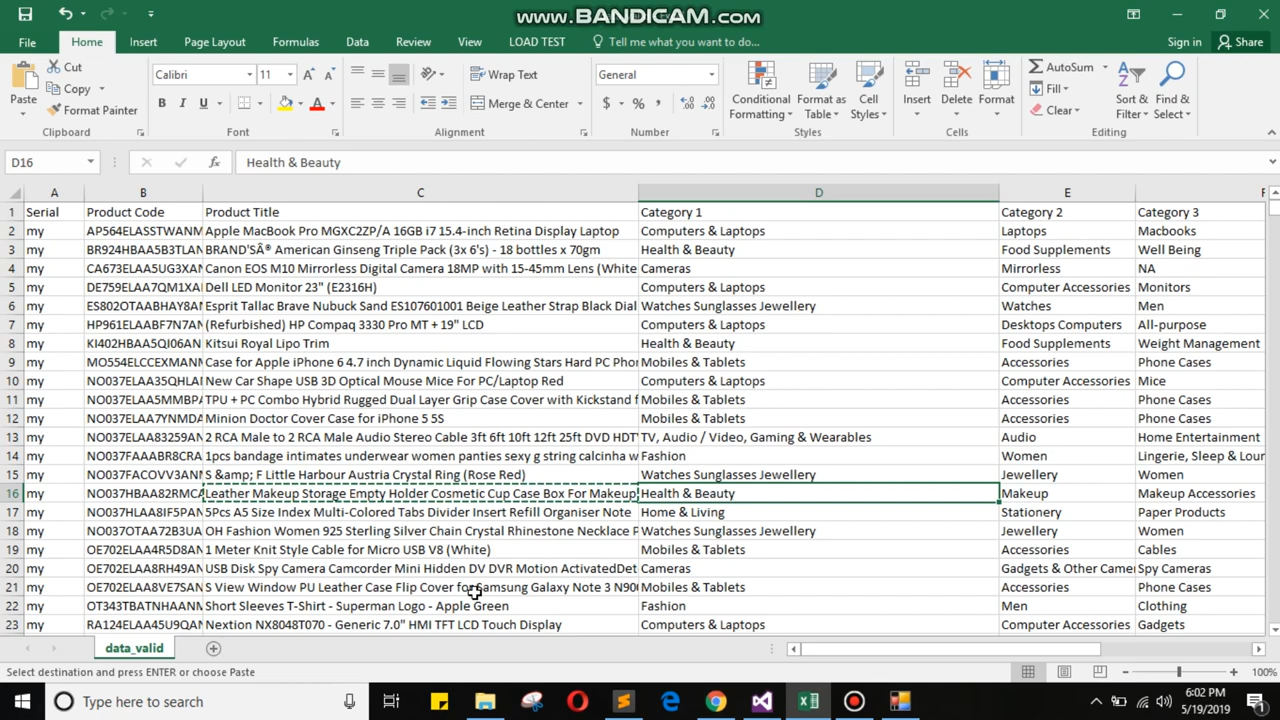 www.BANDICAM.com
File Home Insert Page Layout Formulas Data Review View LOAD TEST Tell me what you want to do... Sign in Share
Paste
Cut
Copy
Format Painter
Clipboard
Calibri 11 A A
B I U A
Font
Wrap Text
Merge & Center
Alignment
General
$ % ,
Number
Conditional Formatting
Format as Table
Cell Styles
Styles
Insert Delete Format
Cells
AutoSum
Fill
Clear
Sort & Filter
Find & Select
Editing
D16 fx Health & Beauty
A B C D E F
1 Serial Product Code Product Title Category 1 Category 2 Category 3
2 my AP564ELASSTWANM Apple MacBook Pro MGXC2ZP/A 16GB i7 15.4-inch Retina Display Laptop Computers & Laptops Laptops Macbooks
3 my BR924HBAA5B3TLAN BRAND'SÂ® American Ginseng Triple Pack (3x 6's) - 18 bottles x 70gm Health & Beauty Food Supplements Well Being
4 my CA673ELAA5UG3XAN Canon EOS M10 Mirrorless Digital Camera 18MP with 15-45mm Lens (White Cameras Mirrorless NA
5 my DE759ELAA7QM1XAI Dell LED Monitor 23" (E2316H) Computers & Laptops Computer Accessories Monitors
6 my ES802OTAABHAY8A Esprit Tallac Brave Nubuck Sand ES107601001 Beige Leather Strap Black Dial Watches Sunglasses Jewellery Watches Men
7 my HP961ELAABF7N7AN (Refurbished) HP Compaq 3330 Pro MT + 19" LCD Computers & Laptops Desktops Computers All-purpose
8 my KI402HBAA5QI06AN Kitsui Royal Lipo Trim Health & Beauty Food Supplements Weight Management
9 my MO554ELCCEXMANM Case for Apple iPhone 6 4.7 inch Dynamic Liquid Flowing Stars Hard PC Phon Mobiles & Tablets Accessories Phone Cases
10 my NO037ELAA35QHLAN New Car Shape USB 3D Optical Mouse Mice For PC/Laptop Red Computers & Laptops Computer Accessories Mice
11 my NO037ELAA5MMBPA TPU + PC Combo Hybrid Rugged Dual Layer Grip Case Cover with Kickstand f Mobiles & Tablets Accessories Phone Cases
12 my NO037ELAA7YNMDA Minion Doctor Cover Case for iPhone 5 5S Mobiles & Tablets Accessories Phone Cases
13 my NO037ELAA83259AN 2 RCA Male to 2 RCA Male Audio Stereo Cable 3ft 6ft 10ft 12ft 25ft DVD HDT TV, Audio / Video, Gaming & Wearables Audio Home Entertainment
14 my NO037FAAABR8CRA 1pcs bandage intimates underwear women panties sexy g string calcinha w Fashion Women Lingerie, Sleep & Lour
15 my NO037FACOVV3ANM S &amp; F Little Harbour Austria Crystal Ring (Rose Red) Watches Sunglasses Jewellery Jewellery Women
16 my NO037HBAA82RMCA Leather Makeup Storage Empty Holder Cosmetic Cup Case Box For Makeup Health & Beauty Makeup Makeup Accessories
17 my NO037HLAA8IF5PAN 5Pcs A5 Size Index Multi-Colored Tabs Divider Insert Refill Organiser Note Home & Living Stationery Paper Products
18 my NO037OTAA72B3UA OH Fashion Women 925 Sterling Silver Chain Crystal Rhinestone Necklace P Watches Sunglasses Jewellery Jewellery Women
19 my OE702ELAA4R5D8AN 1 Meter Knit Style Cable for Micro USB V8 (White) Mobiles & Tablets Accessories Cables
20 my OE702ELAA8RH49AN USB Disk Spy Camera Camcorder Mini Hidden DV DVR Motion ActivatedDet Cameras Gadgets & Other Camer Spy Cameras
21 my OE702ELAA8VE7SAN S View Window PU Leather Case Flip Cover for Samsung Galaxy Note 3 N900 Mobiles & Tablets Accessories Phone Cases
22 my OT343TBATNHAANM Short Sleeves T-Shirt - Superman Logo - Apple Green Fashion Men Clothing
23 my RA124ELAA45U9QAN Nextion NX8048T070 - Generic 7.0" HMI TFT LCD Touch Display Computers & Laptops Computer Accessories Gadgets
data_valid
Select destination and press ENTER or choose Paste 100%
Type here to search
6:02 PM
5/19/2019
1